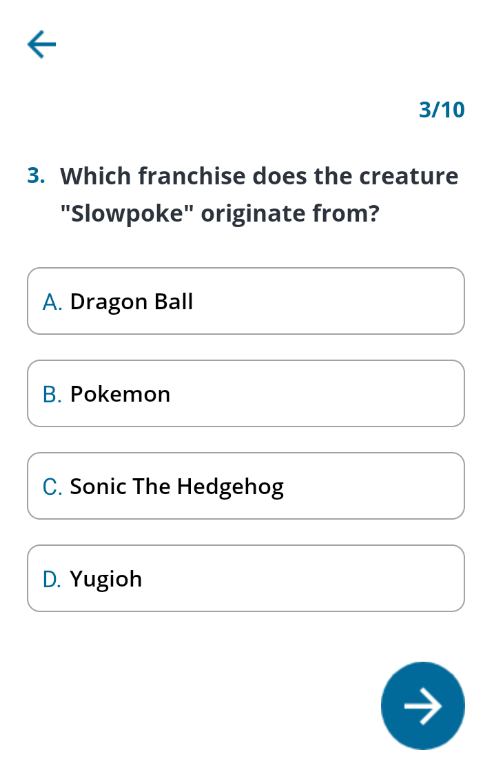 3/10
3. Which franchise does the creature
"Slowpoke" originate from?
A. Dragon Ball
B. Pokemon
C. Sonic The Hedgehog
D. Yugioh